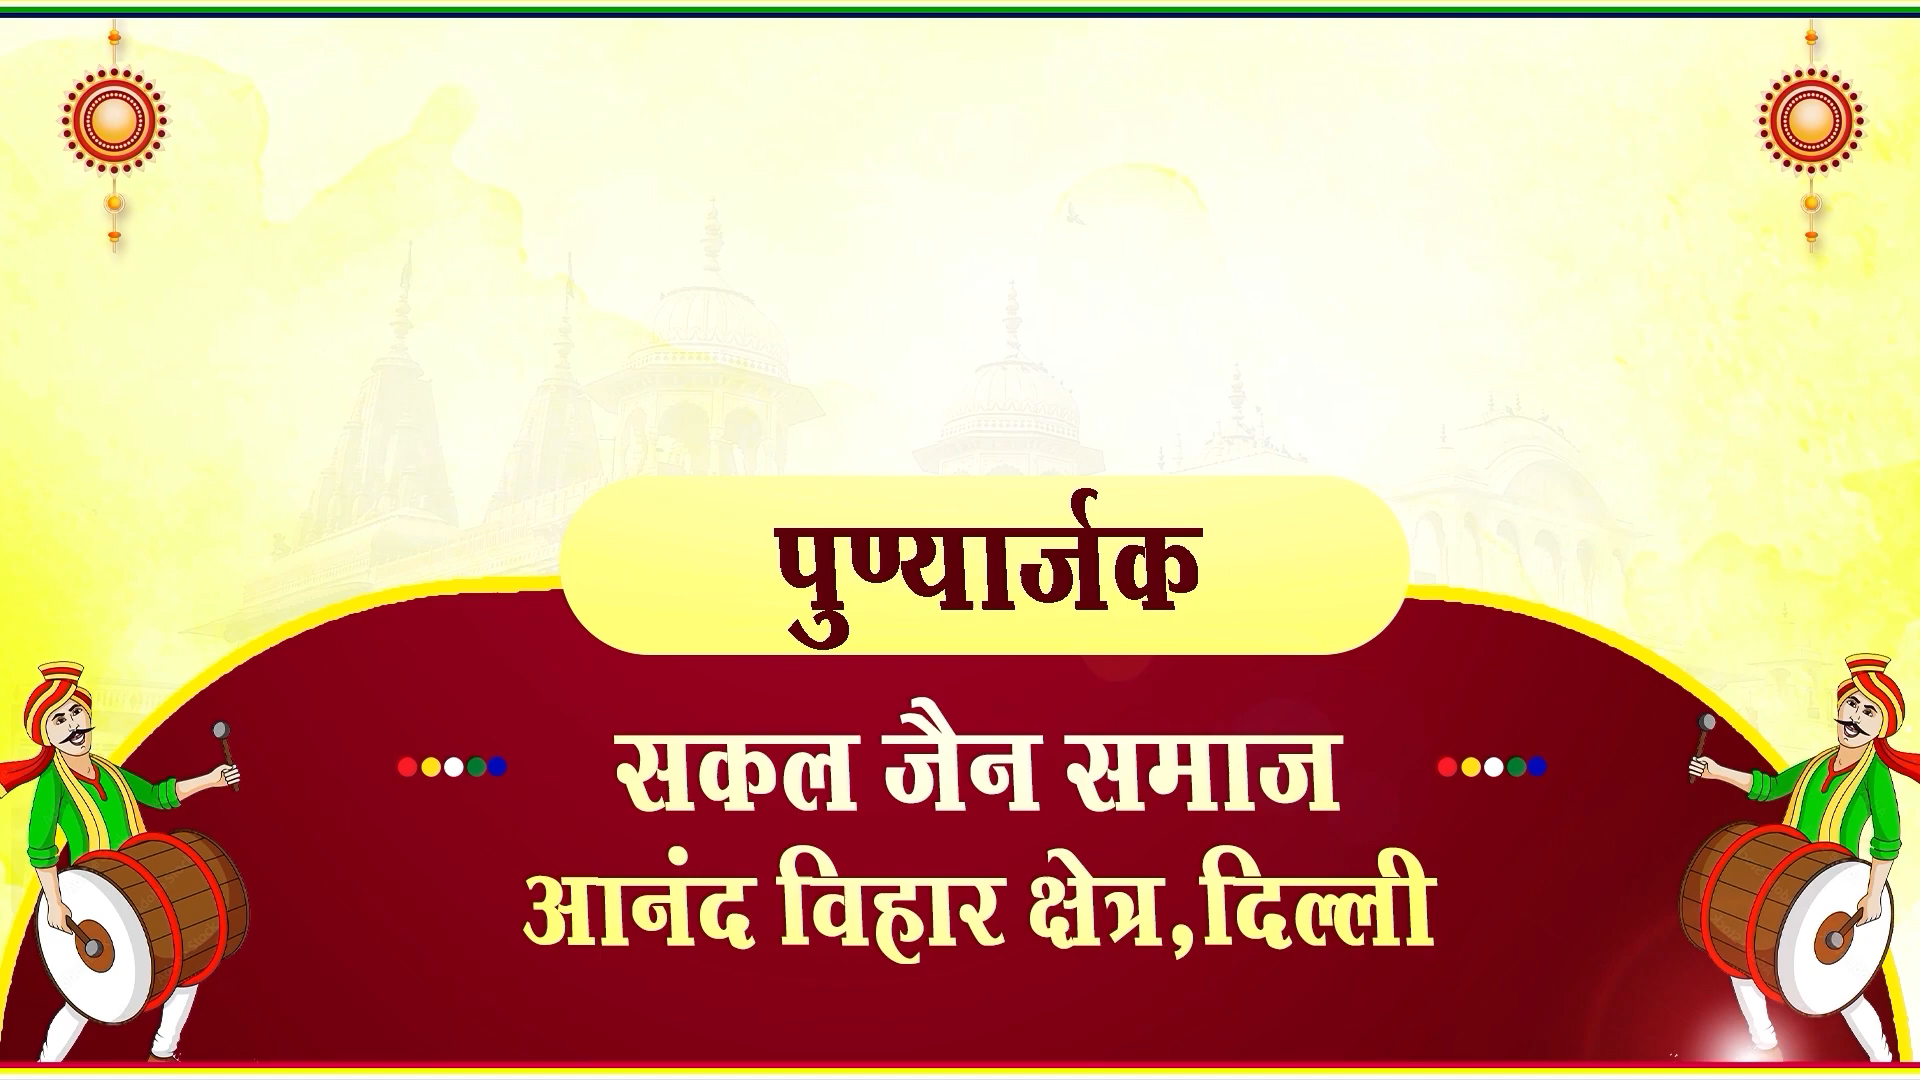 पुण्यार्जक
सकल जैन समाज
आनंद विहार क्षेत्र,दिल्ली